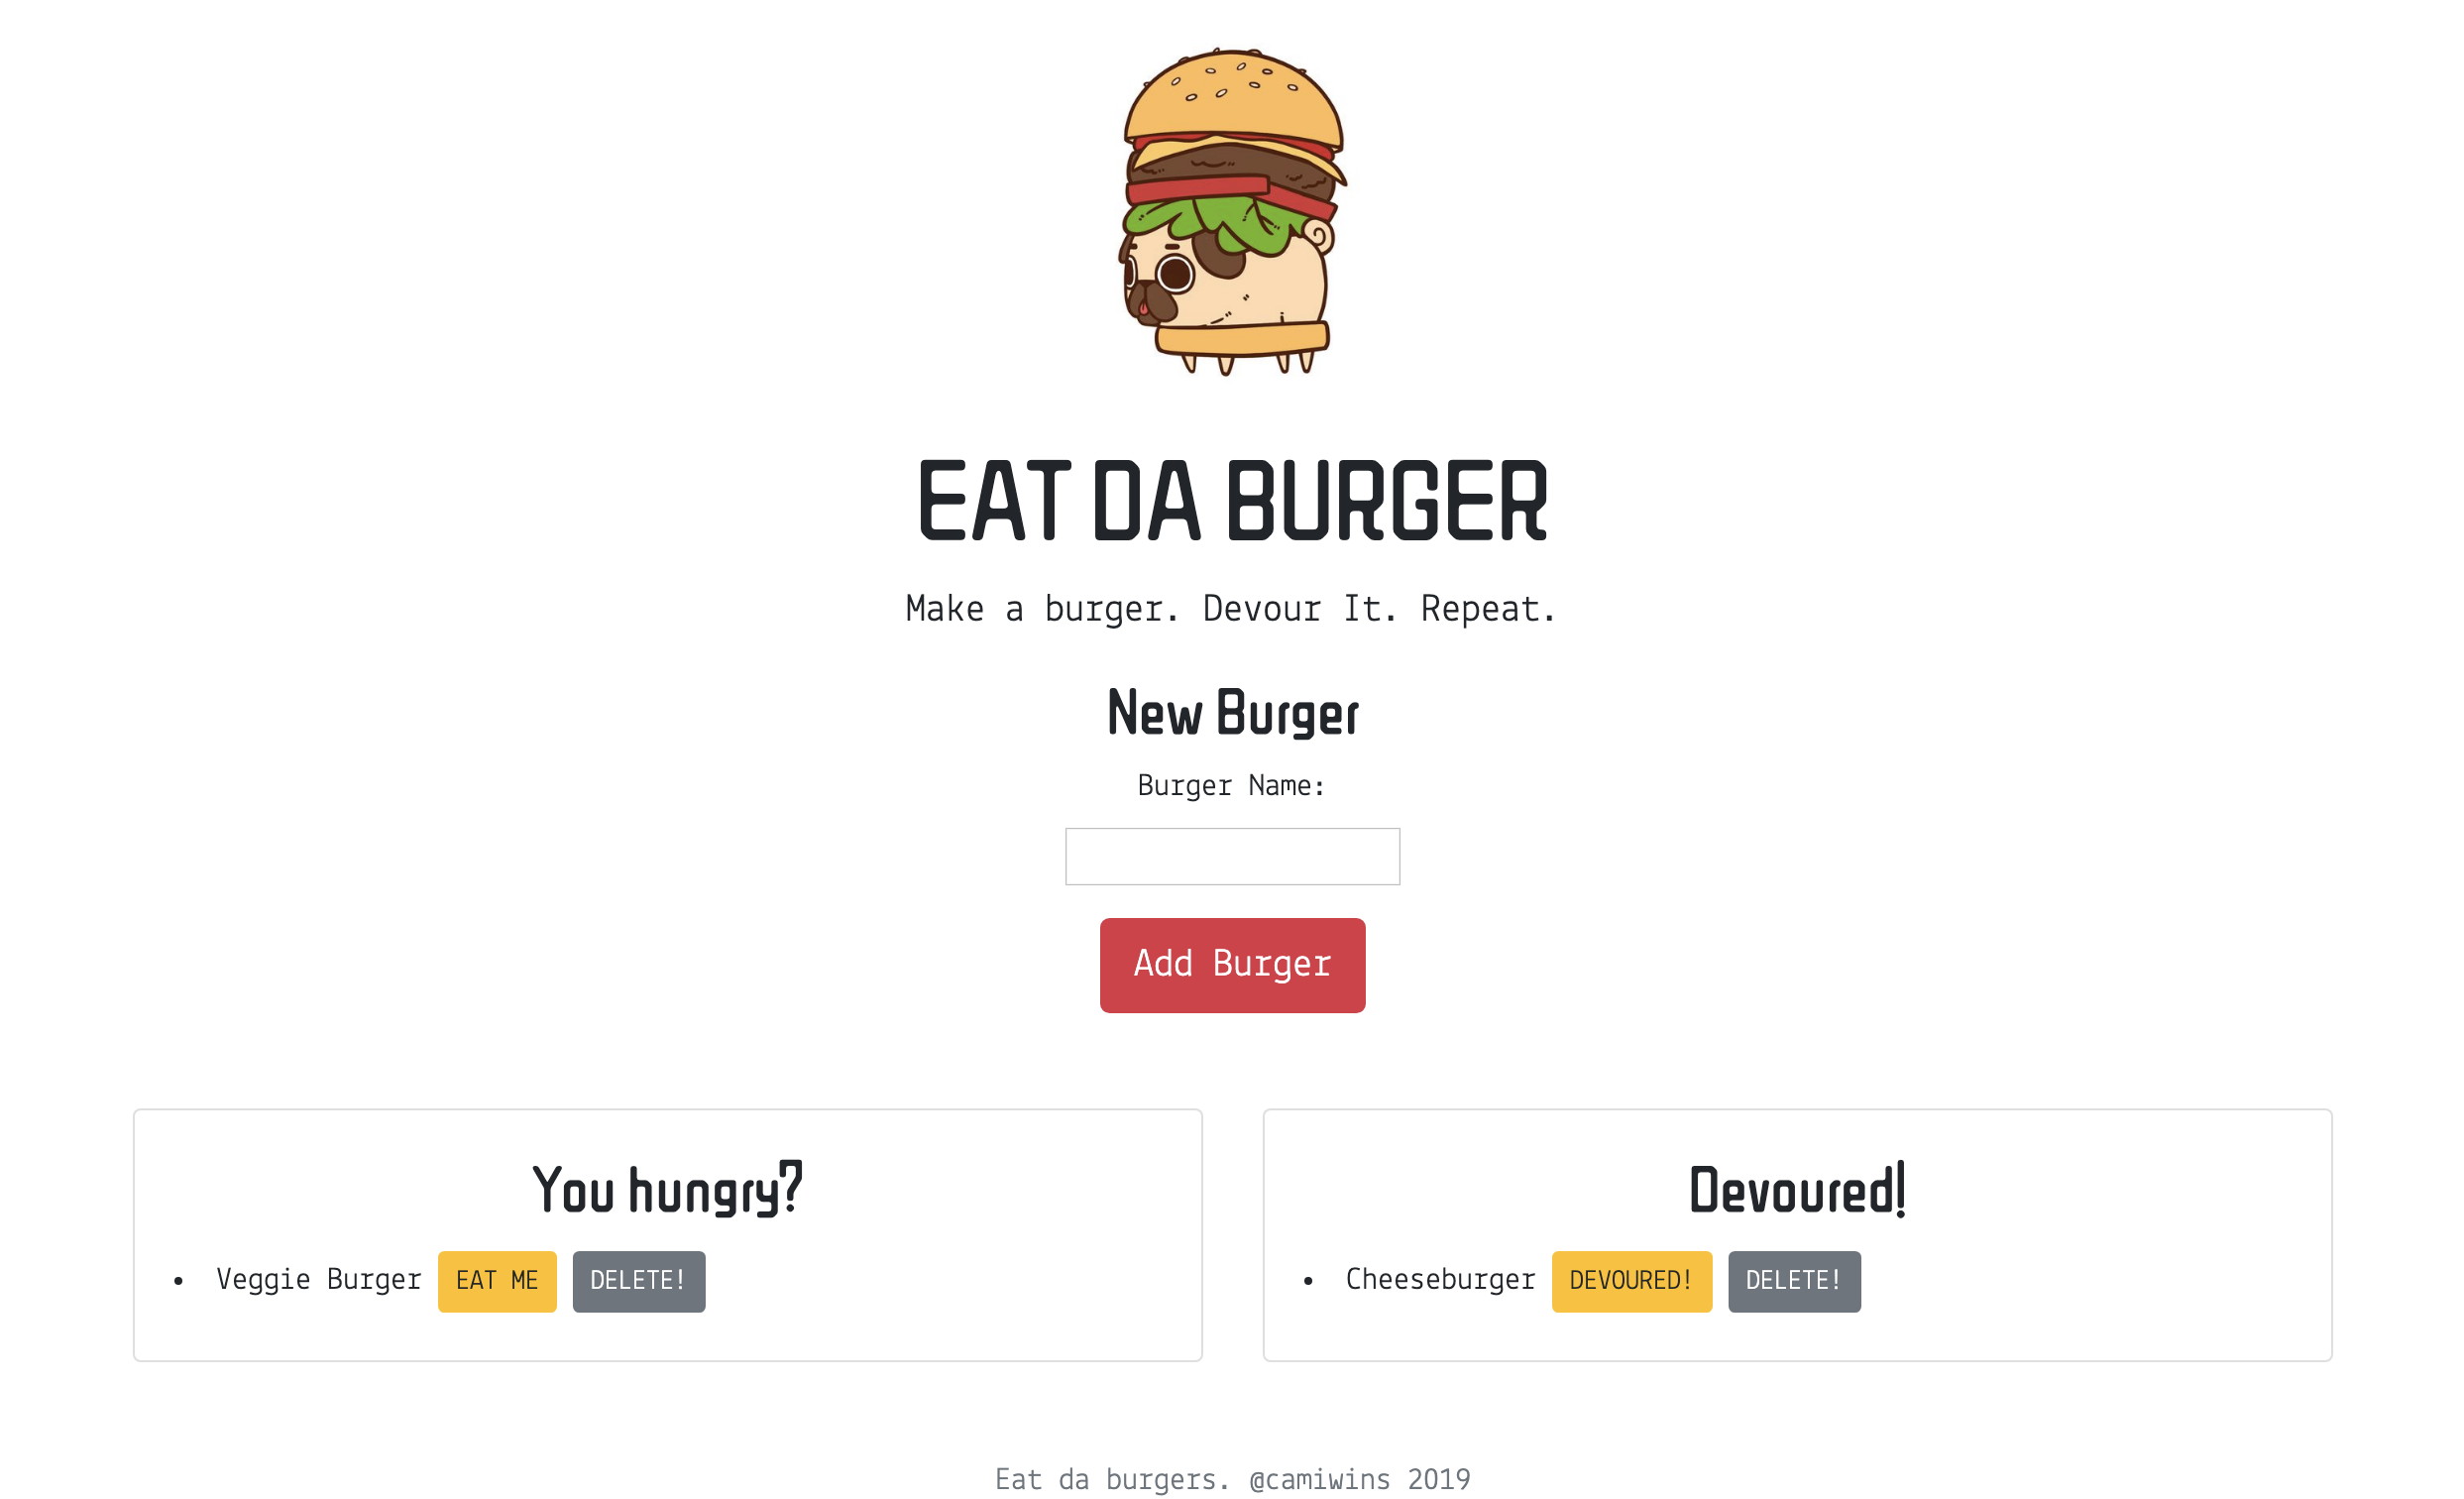 EAT DA BURGER
Make a burger. Devour It. Repeat.
New Burger
Burger Name:
Add Burger
You hungry?
Veggie Burger EAT ME DELETE!
Devoured!
Cheeseburger DEVOURED! DELETE!
Eat da burgers. @camiwins 2019